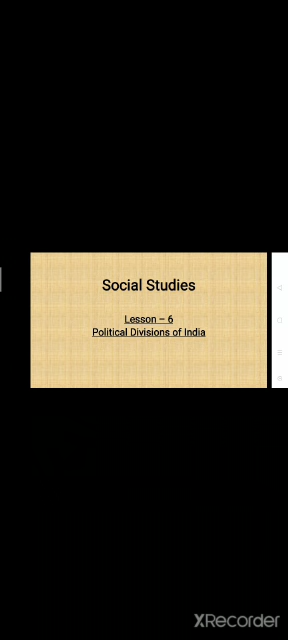 Social Studies
Lesson – 6
Political Divisions of India
XRecorder